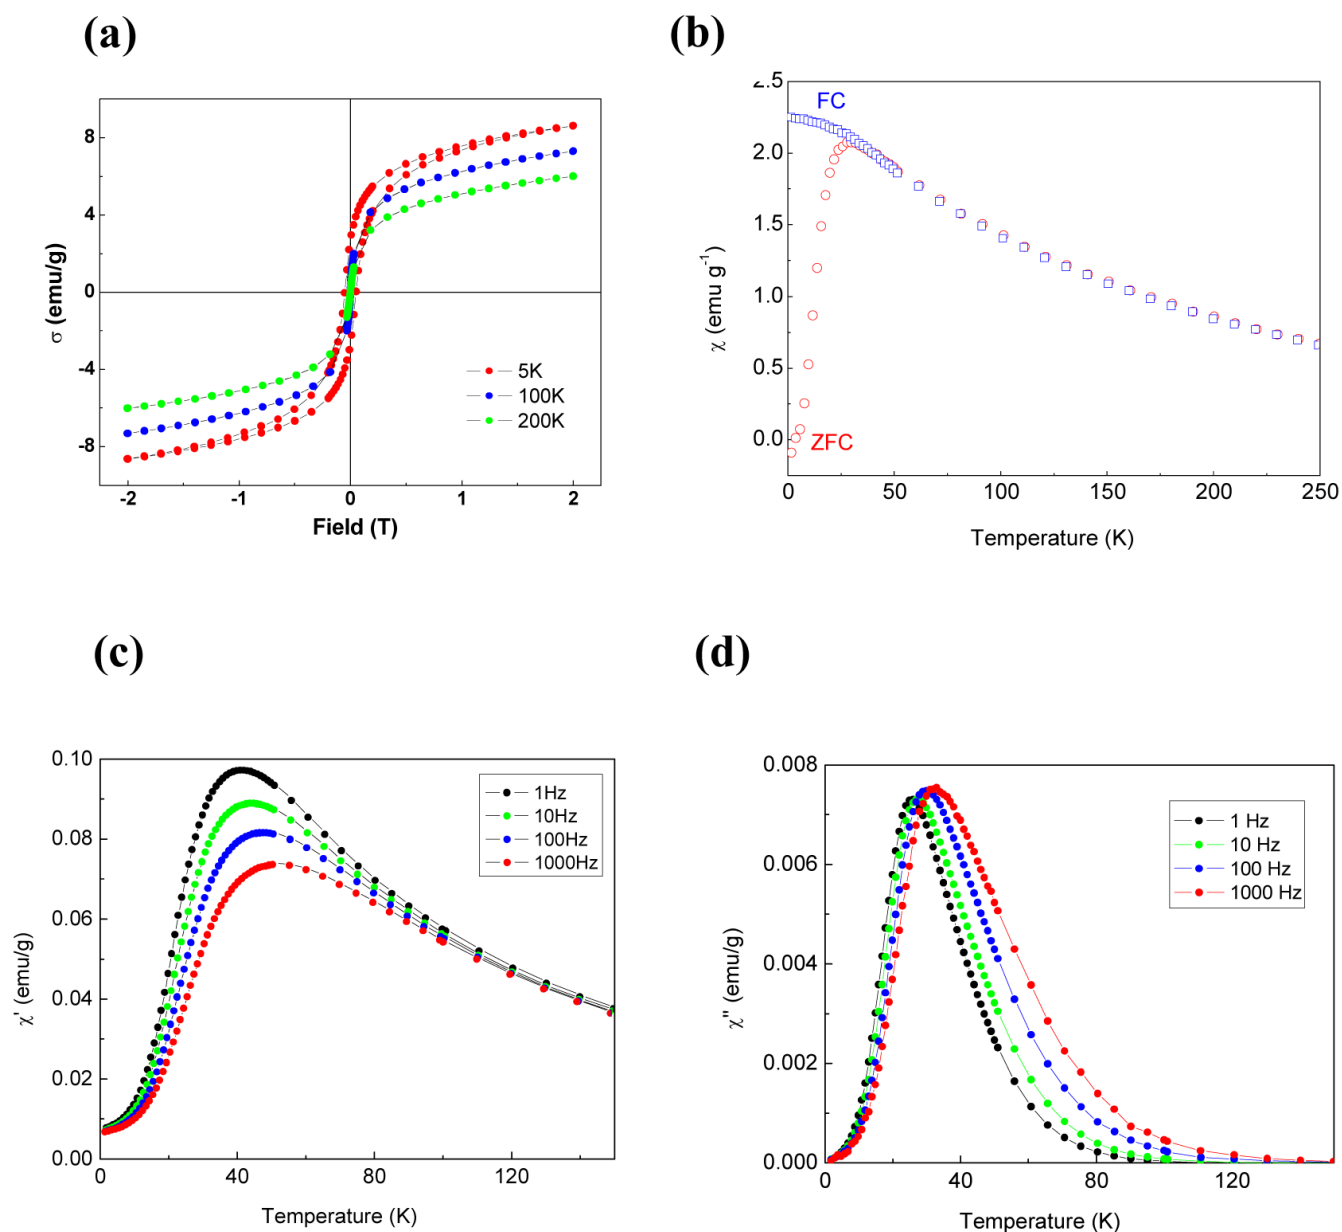 (a)
(b)
8
4
0
-4
-8
σ (emu/g)
5K
100K
200K
-2
-1
0
1
2
Field (T)
2.5
2.0
1.5
1.0
0.5
0.0
χ (emu g⁻¹)
FC
ZFC
0
50
100
150
200
250
Temperature (K)
(c)
(d)
0.10
0.08
0.06
0.04
0.02
0.00
χ' (emu/g)
1Hz
10Hz
100Hz
1000Hz
0
40
80
120
Temperature (K)
0.008
0.006
0.004
0.002
0.000
χ'' (emu/g)
1 Hz
10 Hz
100 Hz
1000 Hz
0
40
80
120
Temperature (K)